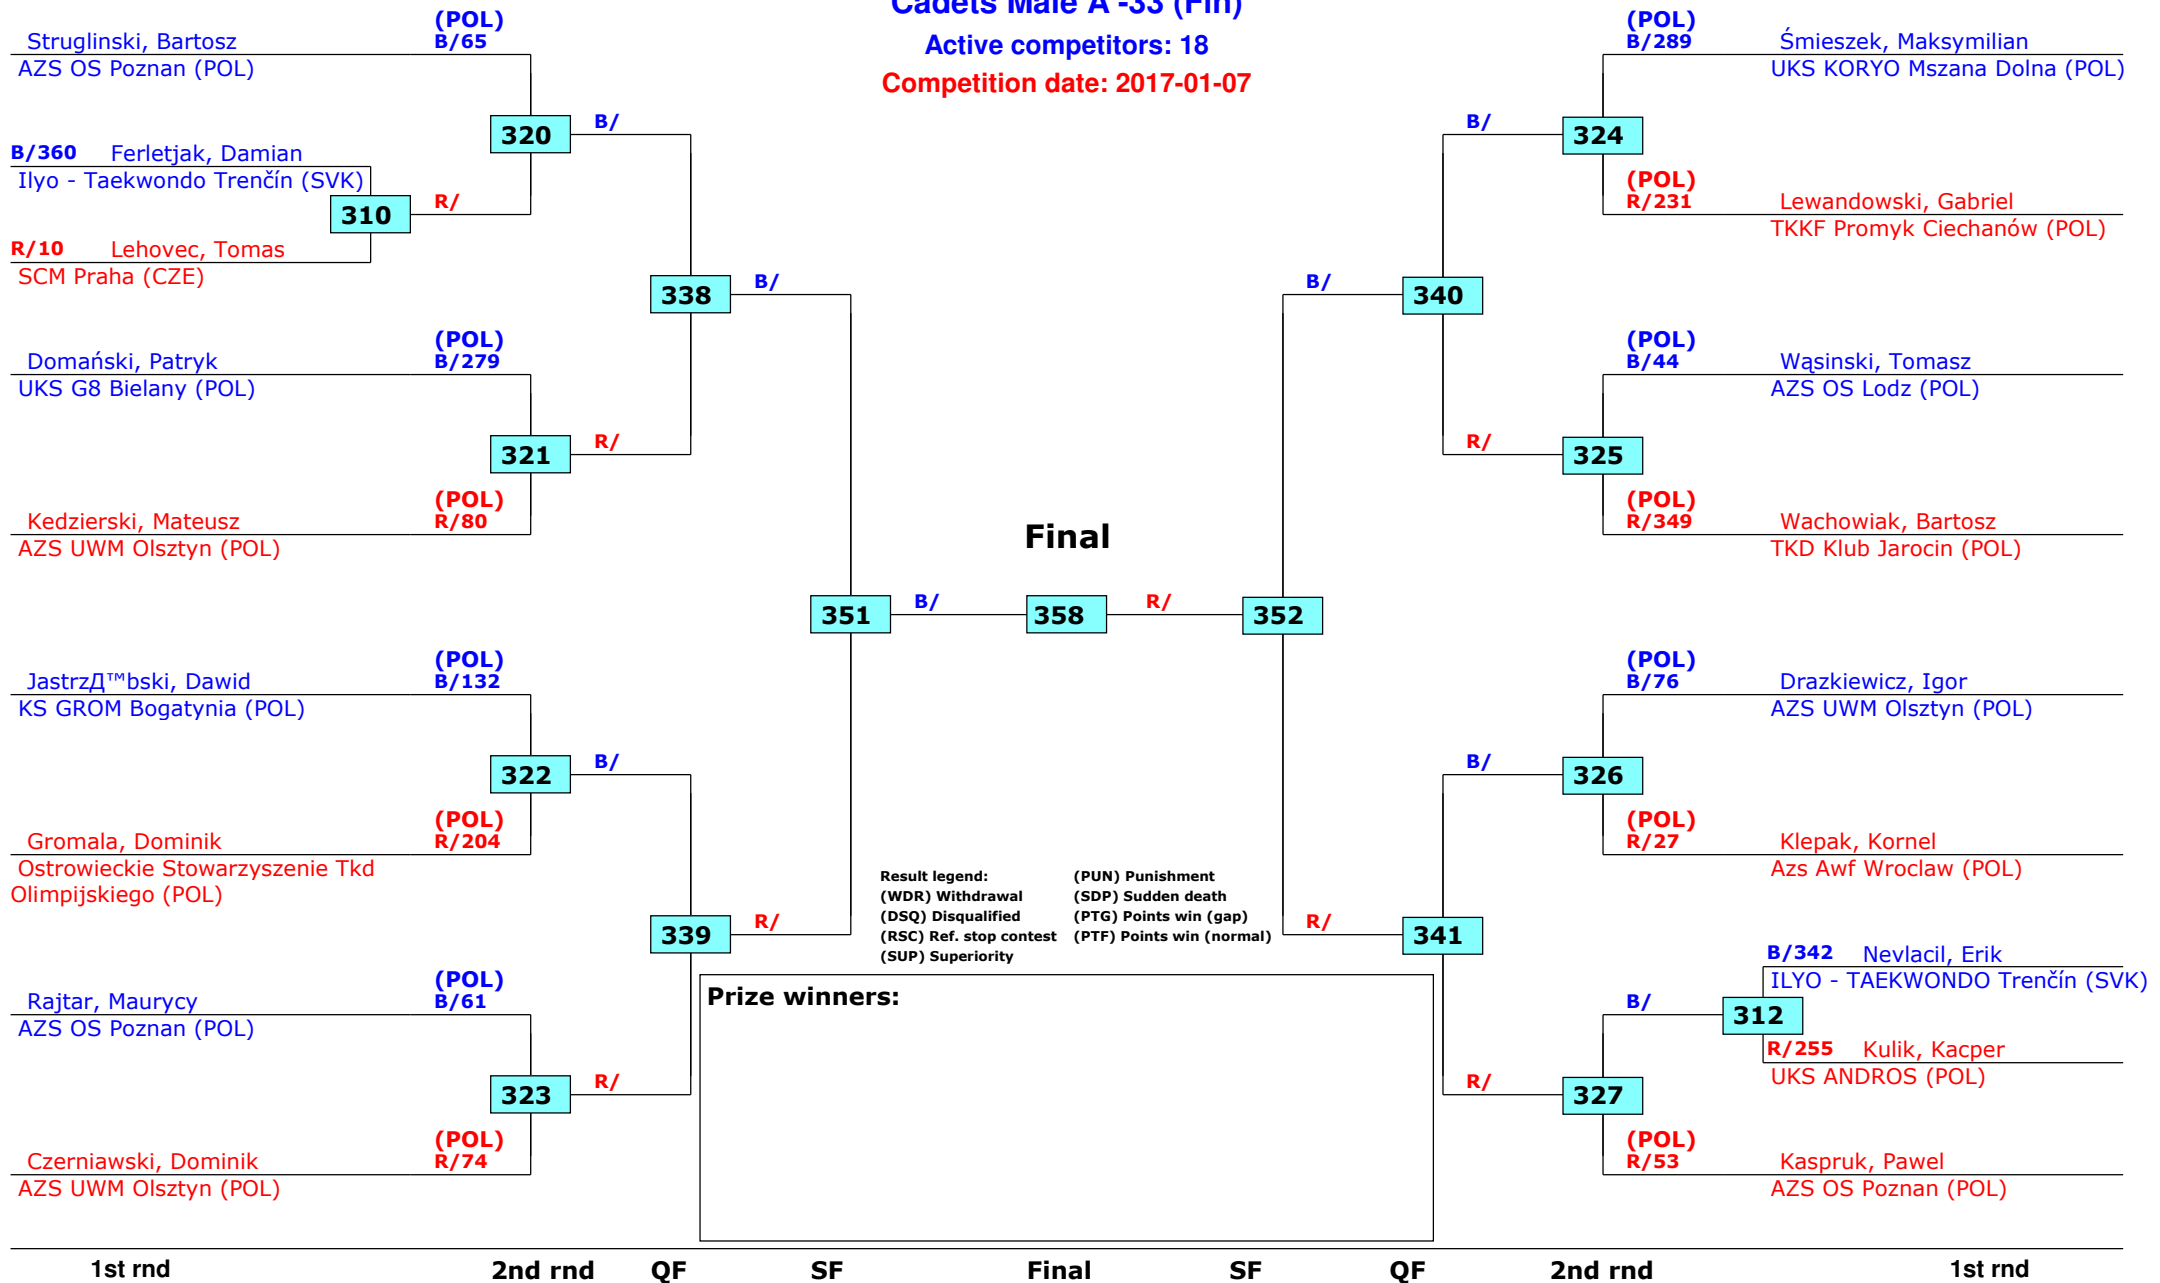 Cadets Male A -33 (Fin)
Active competitors: 18
Competition date: 2017-01-07
(POL)
Struglinski, Bartosz B/65
AZS OS Poznan (POL)
320
B/
B/360 Ferletjak, Damian
Ilyo - Taekwondo Trenčín (SVK)
310
R/
R/10 Lehovec, Tomas
SCM Praha (CZE)
338
B/
(POL)
Domański, Patryk B/279
UKS G8 Bielany (POL)
321
R/
(POL)
Kedzierski, Mateusz R/80
AZS UWM Olsztyn (POL)
351
B/
(POL)
JastrzД™bski, Dawid B/132
KS GROM Bogatynia (POL)
322
B/
(POL)
Gromala, Dominik R/204
Ostrowieckie Stowarzyszenie Tkd
Olimpijskiego (POL)
339
R/
(POL)
Rajtar, Maurycy B/61
AZS OS Poznan (POL)
323
R/
(POL)
Czerniawski, Dominik R/74
AZS UWM Olsztyn (POL)
Final
358
R/
352
(POL)
B/289 Śmieszek, Maksymilian
UKS KORYO Mszana Dolna (POL)
B/
324
(POL)
R/231 Lewandowski, Gabriel
TKKF Promyk Ciechanów (POL)
B/
340
(POL)
B/44 Wąsinski, Tomasz
AZS OS Lodz (POL)
R/
325
(POL)
R/349 Wachowiak, Bartosz
TKD Klub Jarocin (POL)
(POL)
B/76 Drazkiewicz, Igor
AZS UWM Olsztyn (POL)
B/
326
(POL)
R/27 Klepak, Kornel
Azs Awf Wroclaw (POL)
R/
341
B/342 Nevlacil, Erik
ILYO - TAEKWONDO Trenčín (SVK)
B/
312
R/255 Kulik, Kacper
UKS ANDROS (POL)
R/
327
(POL)
R/53 Kaspruk, Pawel
AZS OS Poznan (POL)
Result legend: (PUN) Punishment
(WDR) Withdrawal (SDP) Sudden death
(DSQ) Disqualified (PTG) Points win (gap)
(RSC) Ref. stop contest (PTF) Points win (normal)
(SUP) Superiority
Prize winners:
1st rnd 2nd rnd QF SF Final SF QF 2nd rnd 1st rnd